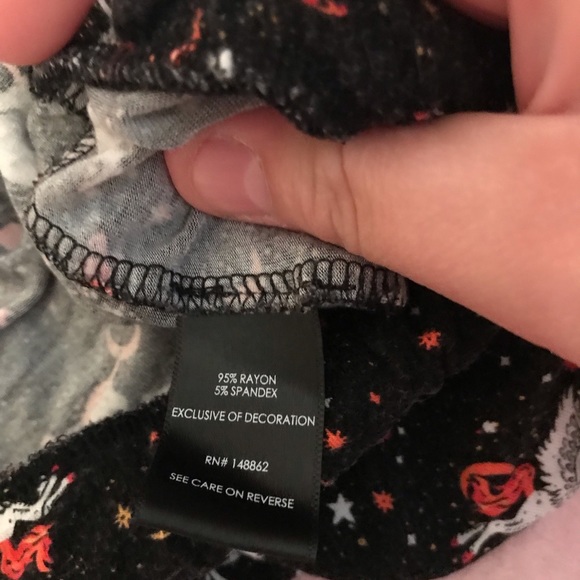 95% RAYON
5% SPANDEX
EXCLUSIVE OF DECORATION
RN# 148862
SEE CARE ON REVERSE